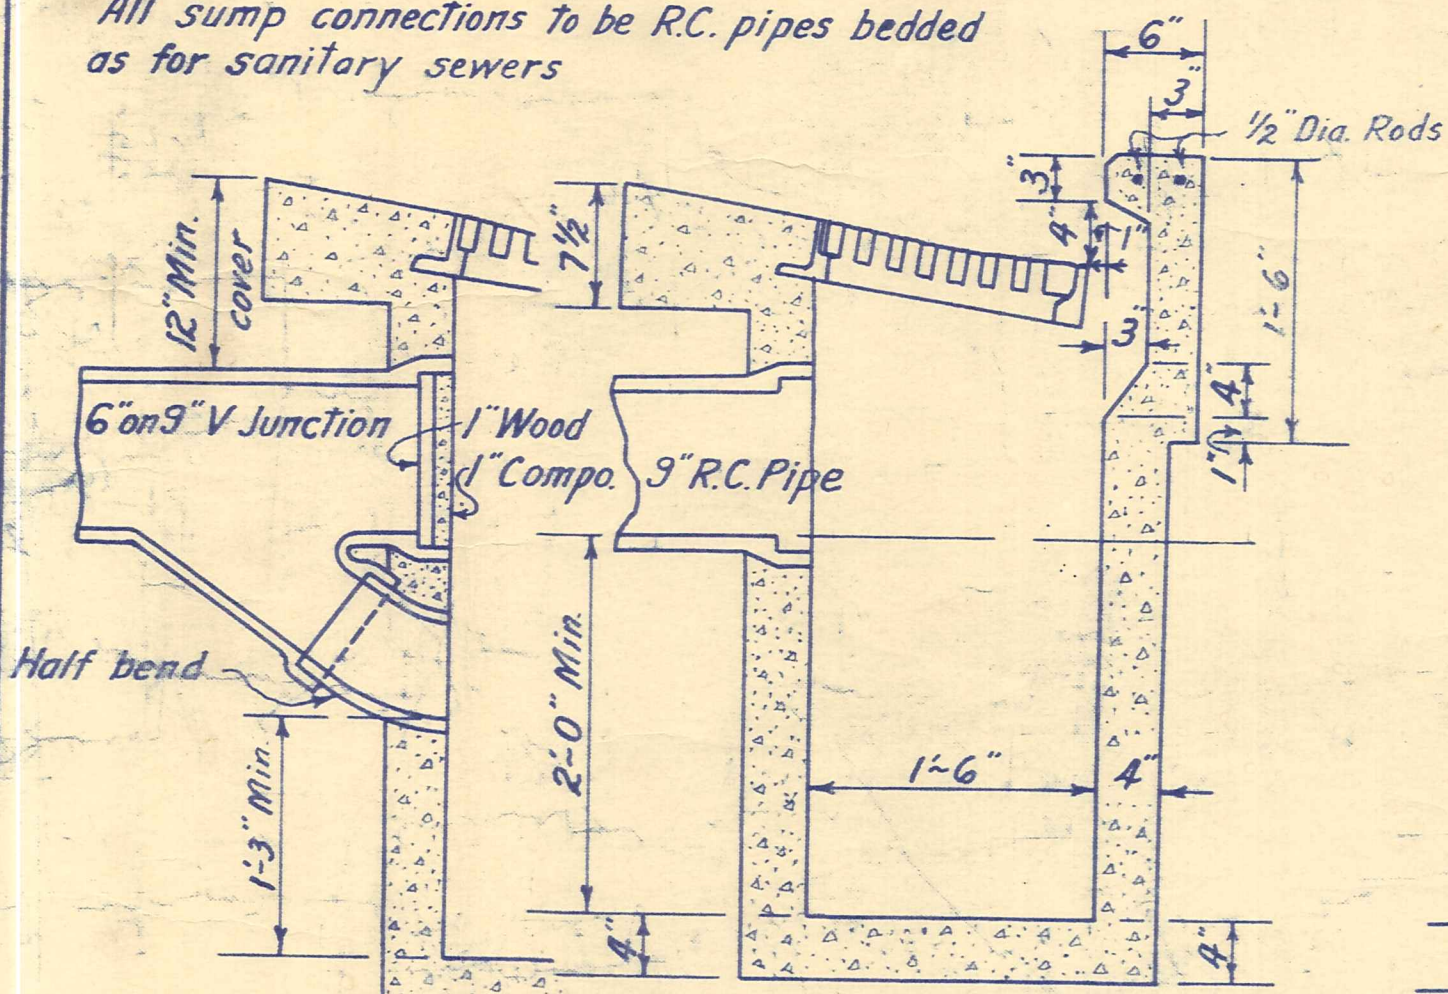 All sump connections to be R.C. pipes bedded
as for sanitary sewers
6"
3"
1/2" Dia. Rods
3"
4"
1"
12" Min.
cover
7 1/2"
1'-6"
3"
4"
1"
6"on9" V Junction
1" Wood
1" Compo.
9" R.C. Pipe
Half bend
2'-0" Min.
1'-3" Min.
1'-6"
4"
4"
4"